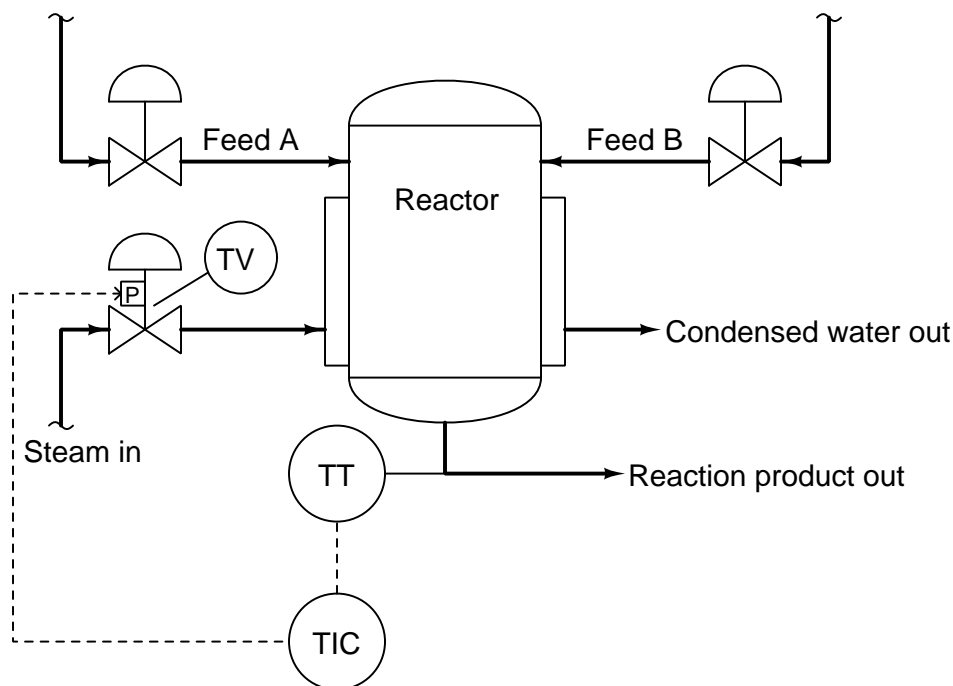 Feed A
Feed B
Reactor
TV
P
Condensed water out
Steam in
TT
Reaction product out
TIC